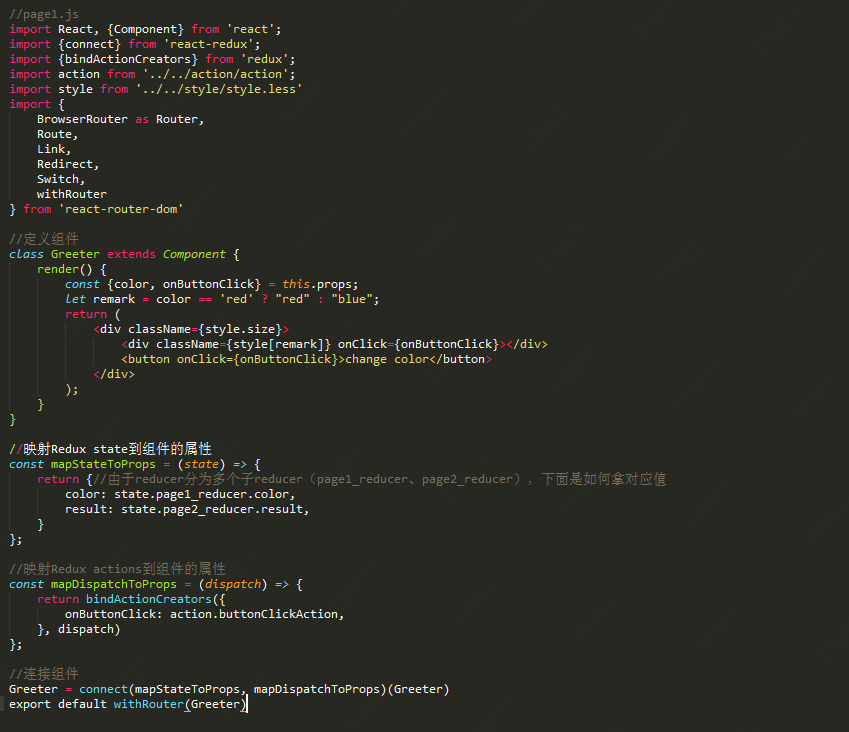 //page1.js
import React, {Component} from 'react';
import {connect} from 'react-redux';
import {bindActionCreators} from 'redux';
import action from '../../action/action';
import style from '../../style/style.less'
import {
    BrowserRouter as Router,
    Route,
    Link,
    Redirect,
    Switch,
    withRouter
} from 'react-router-dom'

//定义组件
class Greeter extends Component {
    render() {
        const {color, onButtonClick} = this.props;
        let remark = color == 'red' ? "red" : "blue";
        return (
            <div className={style.size}>
                <div className={style[remark]} onClick={onButtonClick}></div>
                <button onClick={onButtonClick}>change color</button>
            </div>
        );
    }
}

//映射Redux state到组件的属性
const mapStateToProps = (state) => {
    return {//由于reducer分为多个子reducer（page1_reducer、page2_reducer），下面是如何拿对应值
        color: state.page1_reducer.color,
        result: state.page2_reducer.result,
    }
};

//映射Redux actions到组件的属性
const mapDispatchToProps = (dispatch) => {
    return bindActionCreators({
        onButtonClick: action.buttonClickAction,
    }, dispatch)
};

//连接组件
Greeter = connect(mapStateToProps, mapDispatchToProps)(Greeter)
export default withRouter(Greeter)